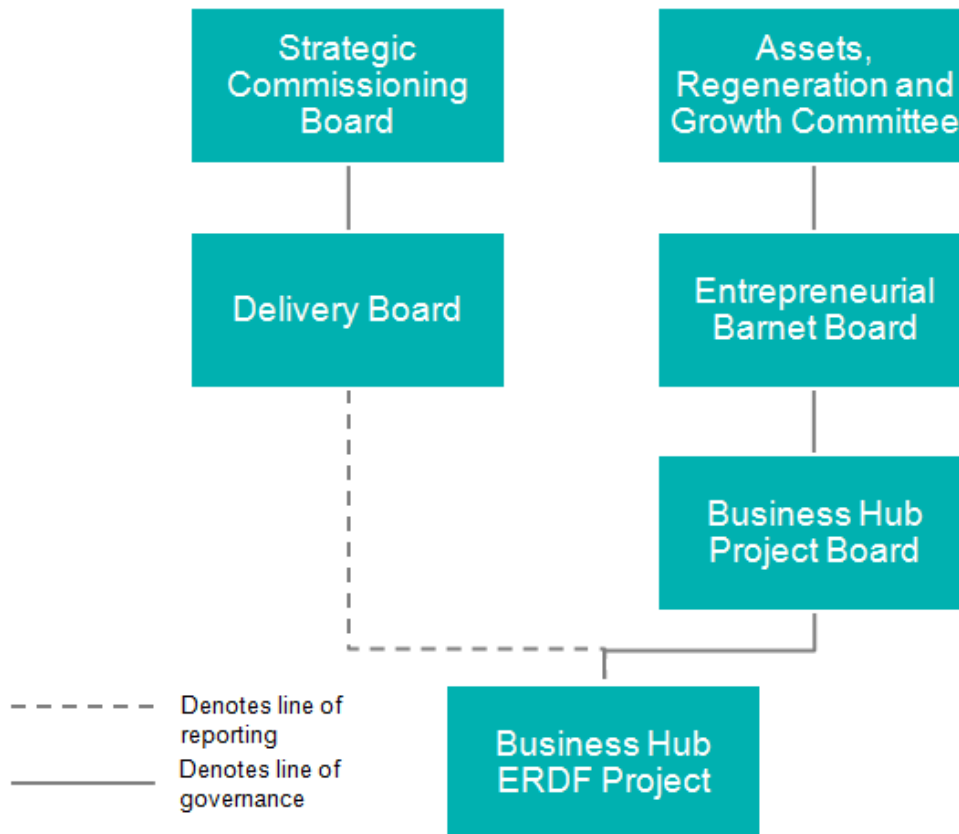 Strategic
Commissioning
Board
Assets,
Regeneration and
Growth Committee
Delivery Board
Entrepreneurial
Barnet Board
Business Hub
Project Board
Business Hub
ERDF Project
Denotes line of
reporting
Denotes line of
governance